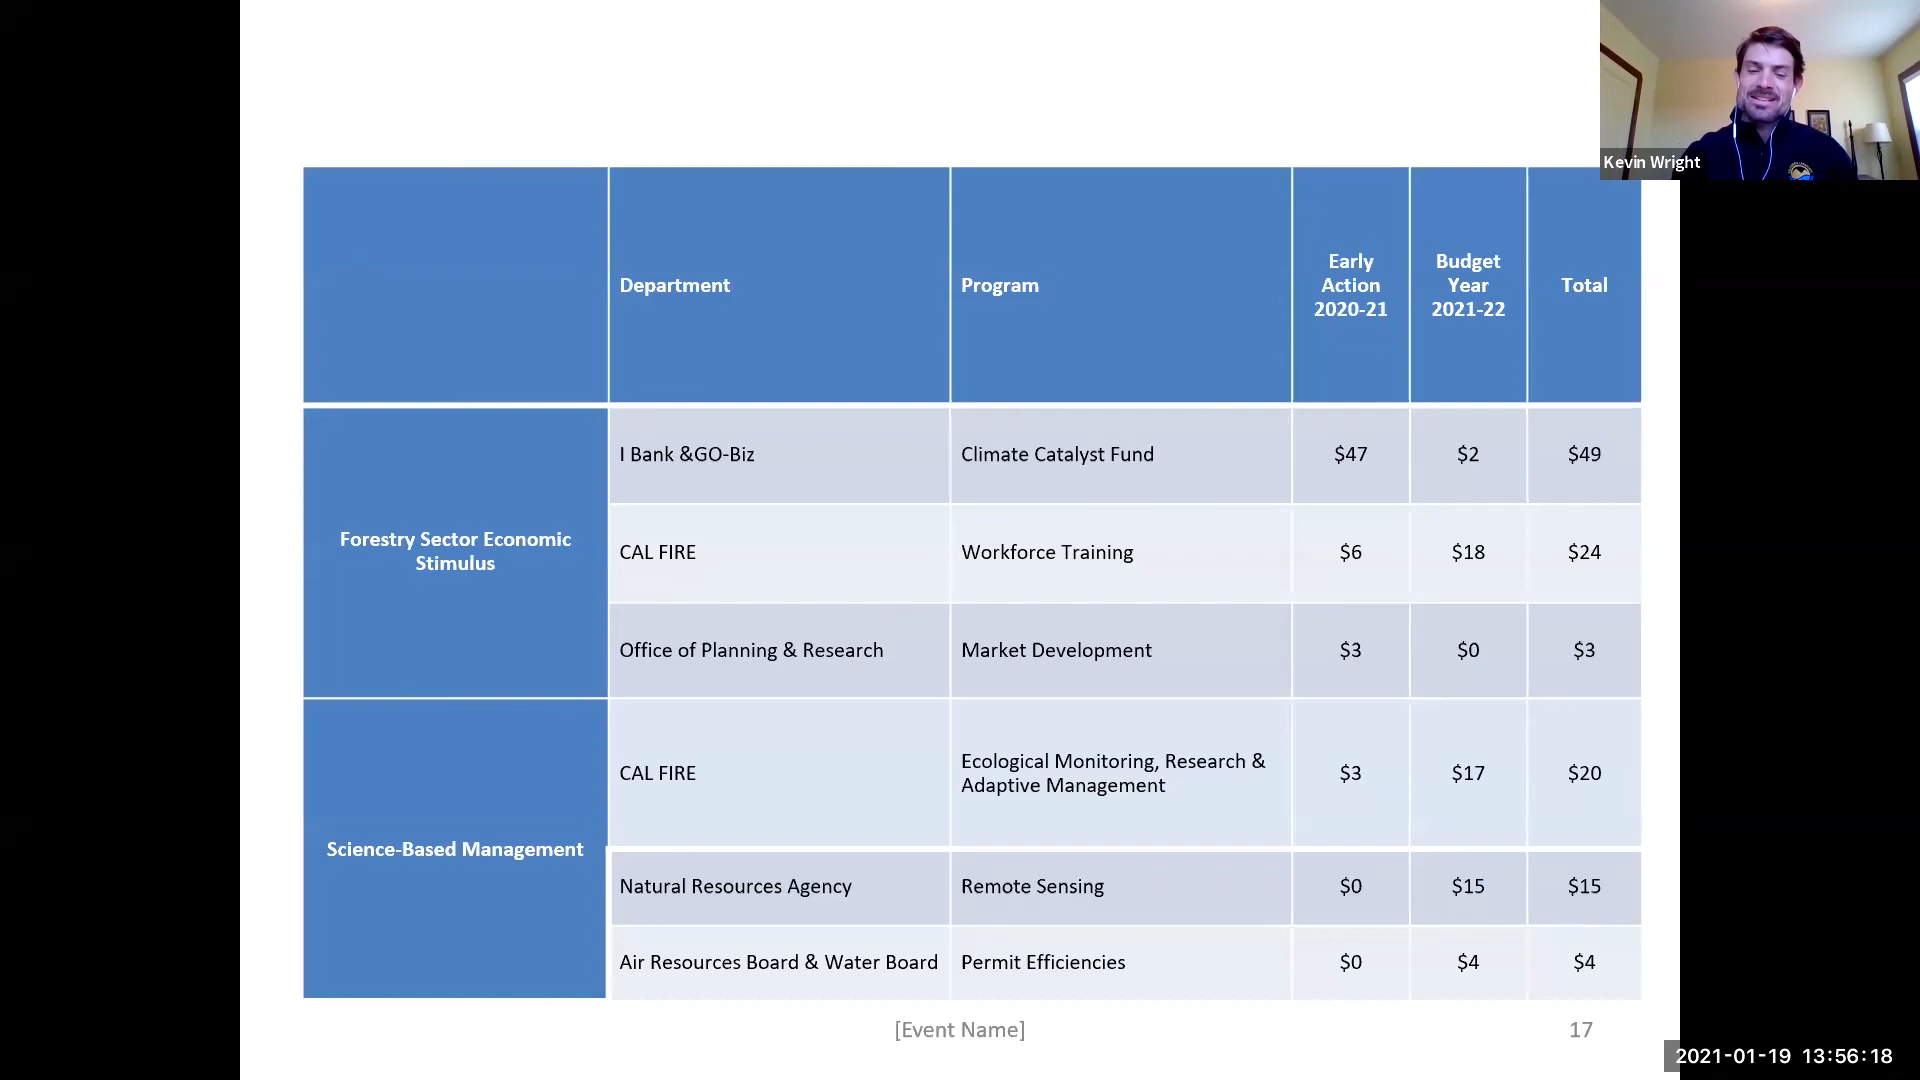 Kevin Wright
Department
Program
Early
Action
2020-21
Budget
Year
2021-22
Total
Forestry Sector Economic
Stimulus
I Bank &GO-Biz
Climate Catalyst Fund
$47
$2
$49
CAL FIRE
Workforce Training
$6
$18
$24
Office of Planning & Research
Market Development
$3
$0
$3
Science-Based Management
CAL FIRE
Ecological Monitoring, Research &
Adaptive Management
$3
$17
$20
Natural Resources Agency
Remote Sensing
$0
$15
$15
Air Resources Board & Water Board
Permit Efficiencies
$0
$4
$4
[Event Name]
17
2021-01-19 13:56:18